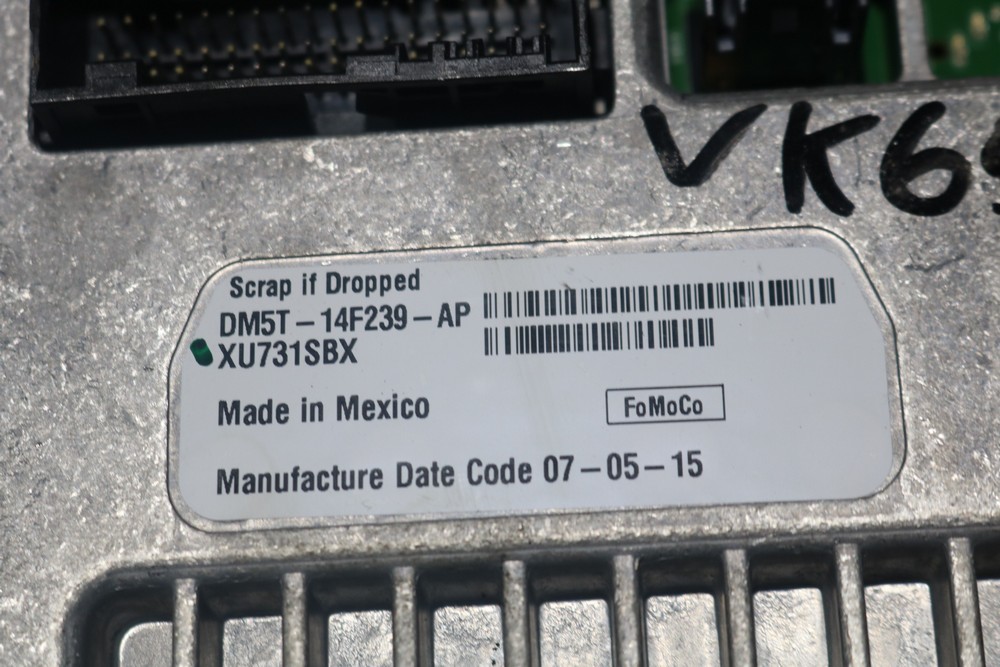 VK6
Scrap if Dropped
DM5T-14F239-AP
XU731SBX
Made in Mexico
FoMoCo
Manufacture Date Code 07-05-15